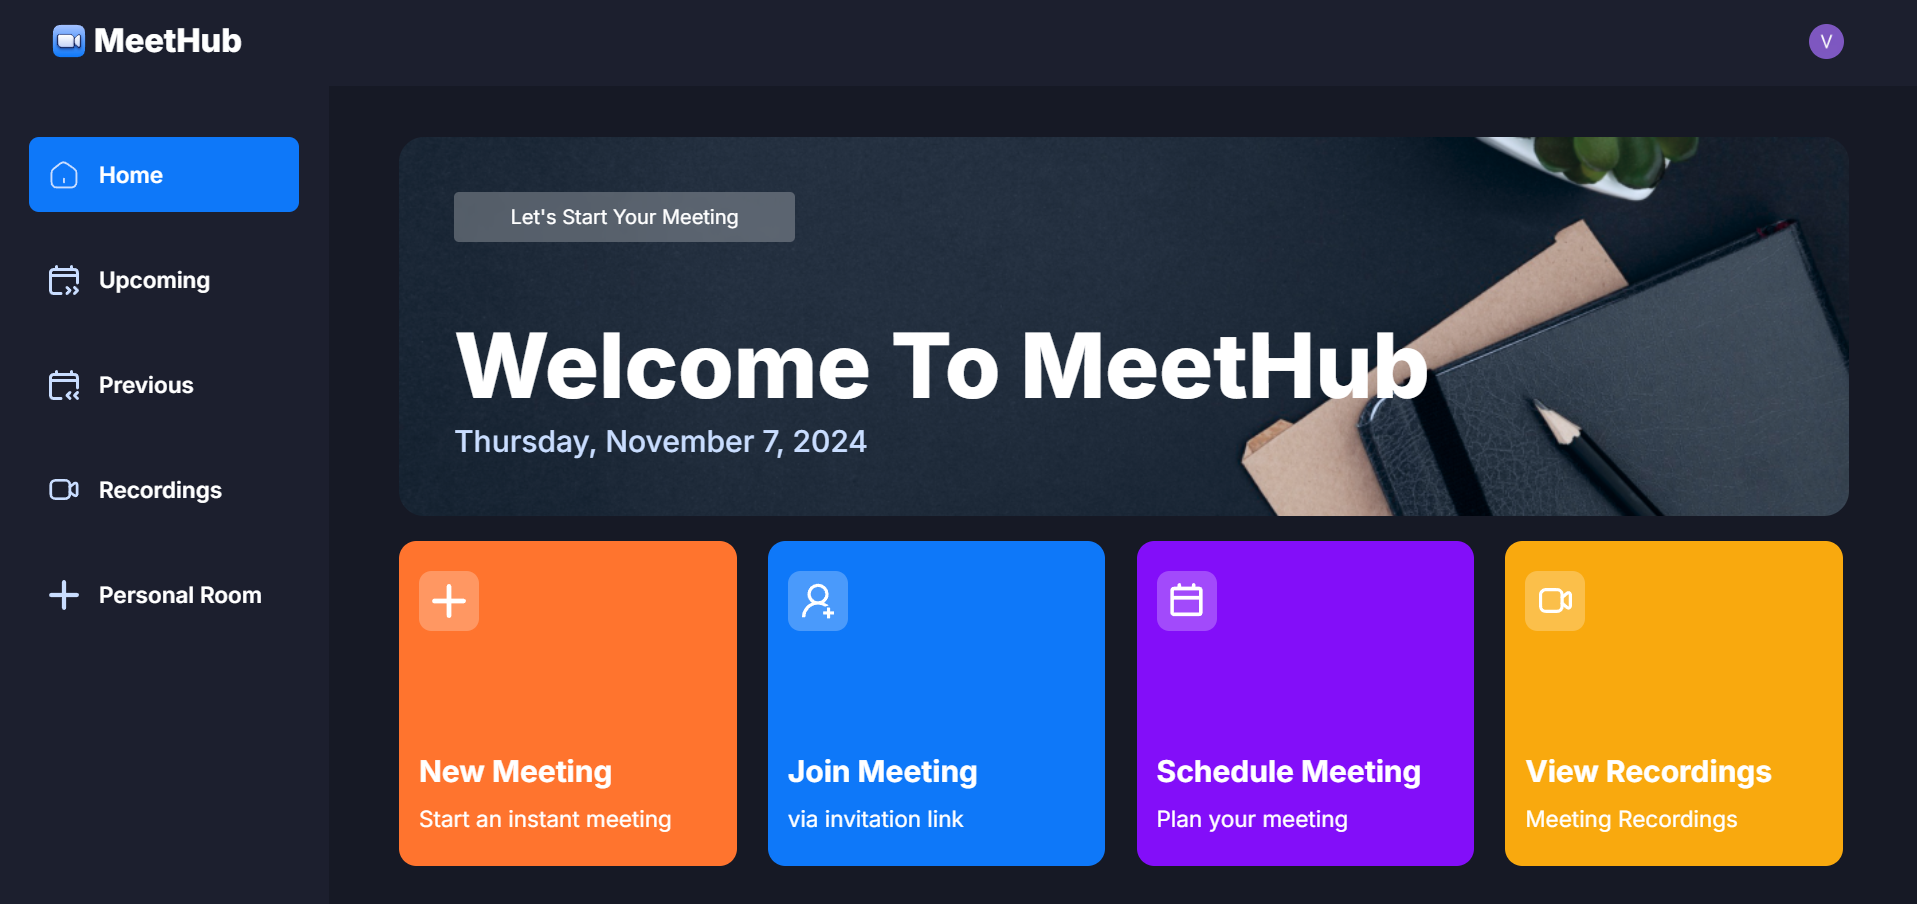 MeetHub
V
Home
Upcoming
Previous
Recordings
Personal Room
Let's Start Your Meeting
Welcome To MeetHub
Thursday, November 7, 2024
New Meeting
Start an instant meeting
Join Meeting
via invitation link
Schedule Meeting
Plan your meeting
View Recordings
Meeting Recordings